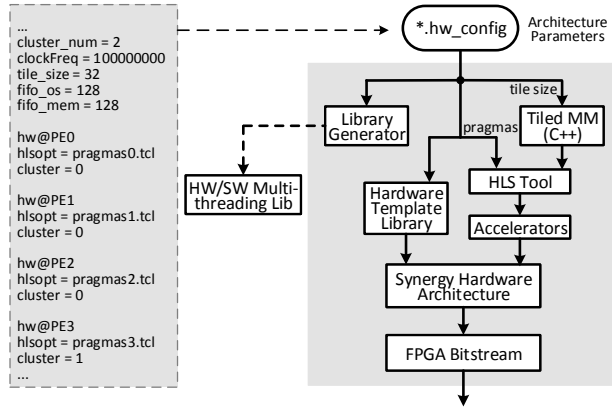 ...
cluster_num = 2
clockFreq = 100000000
tile_size = 32
fifo_os = 128
fifo_mem = 128
hw@PE0
hlsopt = pragmas0.tcl
cluster = 0
hw@PE1
hlsopt = pragmas1.tcl
cluster = 0
hw@PE2
hlsopt = pragmas2.tcl
cluster = 0
hw@PE3
hlsopt = pragmas3.tcl
cluster = 1
...
*.hw_config
Architecture
Parameters
tile size
Library
Generator
pragmas
Tiled MM
(C++)
HW/SW Multi-
threading Lib
Hardware
Template
Library
HLS Tool
Accelerators
Synergy Hardware
Architecture
FPGA Bitstream